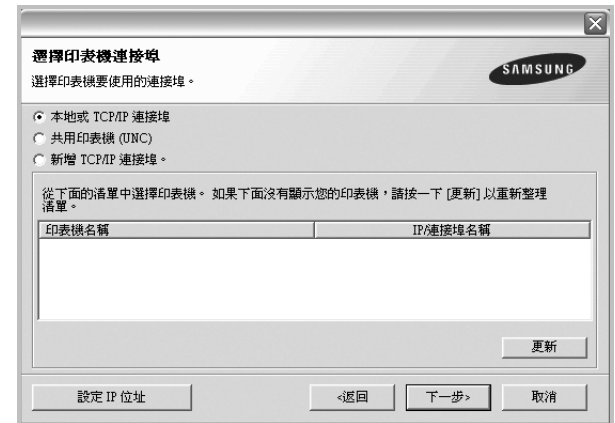 選擇印表機連接埠
選擇印表機要使用的連接埠。
SAMSUNG
本地或 TCP/IP 連接埠
共用印表機 (UNC)
新增 TCP/IP 連接埠。
從下面的清單中選擇印表機。 如果下面沒有顯示您的印表機，請按一下 [更新] 以重新整理
清單。
印表機名稱 IP/連接埠名稱
更新
設定 IP 位址 <返回 下一步> 取消